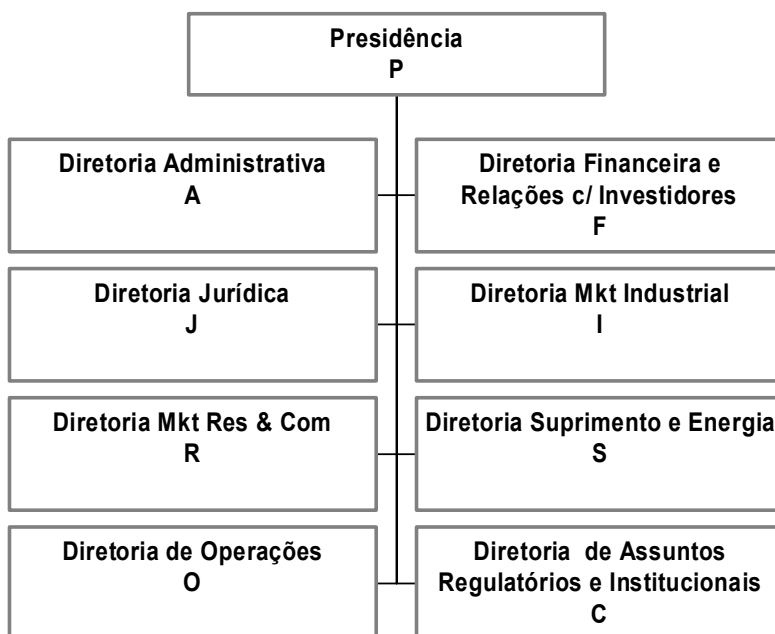 Presidência
P
Diretoria Administrativa
A
Diretoria Financeira e
Relações c/ Investidores
F
Diretoria Jurídica
J
Diretoria Mkt Industrial
I
Diretoria Mkt Res & Com
R
Diretoria Suprimento e Energia
S
Diretoria de Operações
O
Diretoria de Assuntos
Regulatórios e Institucionais
C